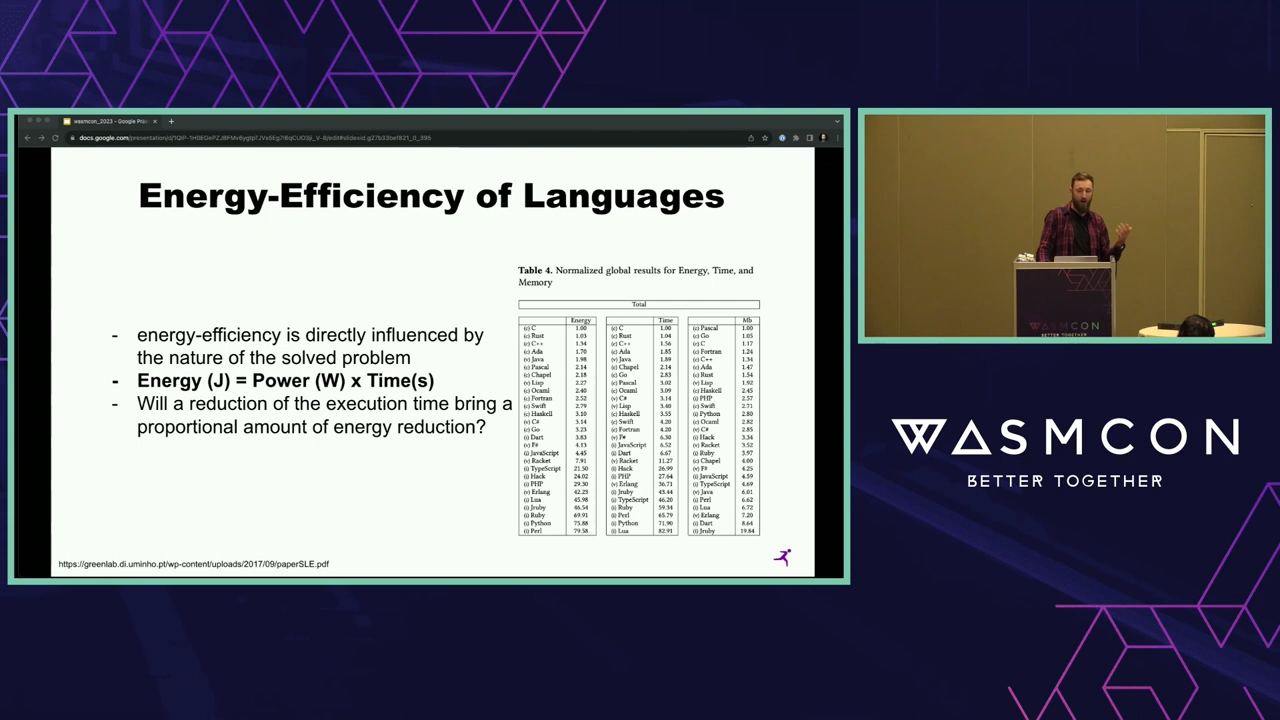 wasmcon_2023 - Google Pre
Energy-Efficiency of Languages
- energy-efficiency is directly influenced by
the nature of the solved problem
- Energy (J) = Power (W) x Time(s)
- Will a reduction of the execution time bring a
proportional amount of energy reduction?
Table 4. Normalized global results for Energy, Time, and
Memory
Total
Energy
(c) C 1.00
(c) Rust 1.03
(c) C++ 1.34
(c) Ada 1.70
(v) Java 1.98
(c) Pascal 2.14
(c) Chapel 2.18
(v) Lisp 2.27
(c) Ocaml 2.40
(c) Fortran 2.52
(c) Swift 2.79
(c) Haskell 3.10
(v) C# 3.14
(c) Go 3.23
(i) Dart 3.83
(v) F# 4.13
(i) JavaScript 4.45
(v) Racket 7.91
(i) TypeScript 21.50
(i) Hack 24.02
(i) PHP 29.30
(v) Erlang 42.23
(i) Lua 45.98
(i) Jruby 46.54
(i) Ruby 69.91
(i) Python 75.88
(i) Perl 79.58
Time
(c) C 1.00
(c) Rust 1.04
(c) C++ 1.56
(c) Ada 1.85
(v) Java 1.89
(c) Chapel 2.14
(c) Go 2.83
(c) Pascal 3.02
(c) Ocaml 3.09
(v) C# 3.14
(v) Lisp 3.40
(c) Haskell 3.55
(c) Swift 4.20
(c) Fortran 4.20
(v) F# 6.30
(i) JavaScript 6.52
(i) Dart 6.67
(v) Racket 11.27
(i) Hack 26.99
(i) PHP 27.64
(v) Erlang 36.71
(i) Jruby 43.44
(i) TypeScript 46.20
(i) Ruby 59.34
(i) Perl 65.79
(i) Python 71.90
(i) Lua 82.91
Mb
(c) Pascal 1.00
(c) Go 1.05
(c) C 1.17
(c) Fortran 1.24
(c) C++ 1.34
(c) Ada 1.47
(c) Rust 1.54
(v) Lisp 1.92
(c) Haskell 2.45
(i) PHP 2.57
(c) Swift 2.71
(i) Python 2.80
(c) Ocaml 2.82
(v) C# 2.85
(i) Hack 3.34
(v) Racket 3.52
(i) Ruby 3.97
(c) Chapel 4.00
(v) F# 4.25
(i) JavaScript 4.59
(i) TypeScript 4.69
(v) Java 6.01
(i) Perl 6.62
(i) Lua 6.72
(v) Erlang 7.20
(i) Dart 8.64
(i) Jruby 19.84
https://greenlab.di.uminho.pt/wp-content/uploads/2017/09/paperSLE.pdf
WASMCON
BETTER TOGETHER
WASMCON
BETTER TOGETHER